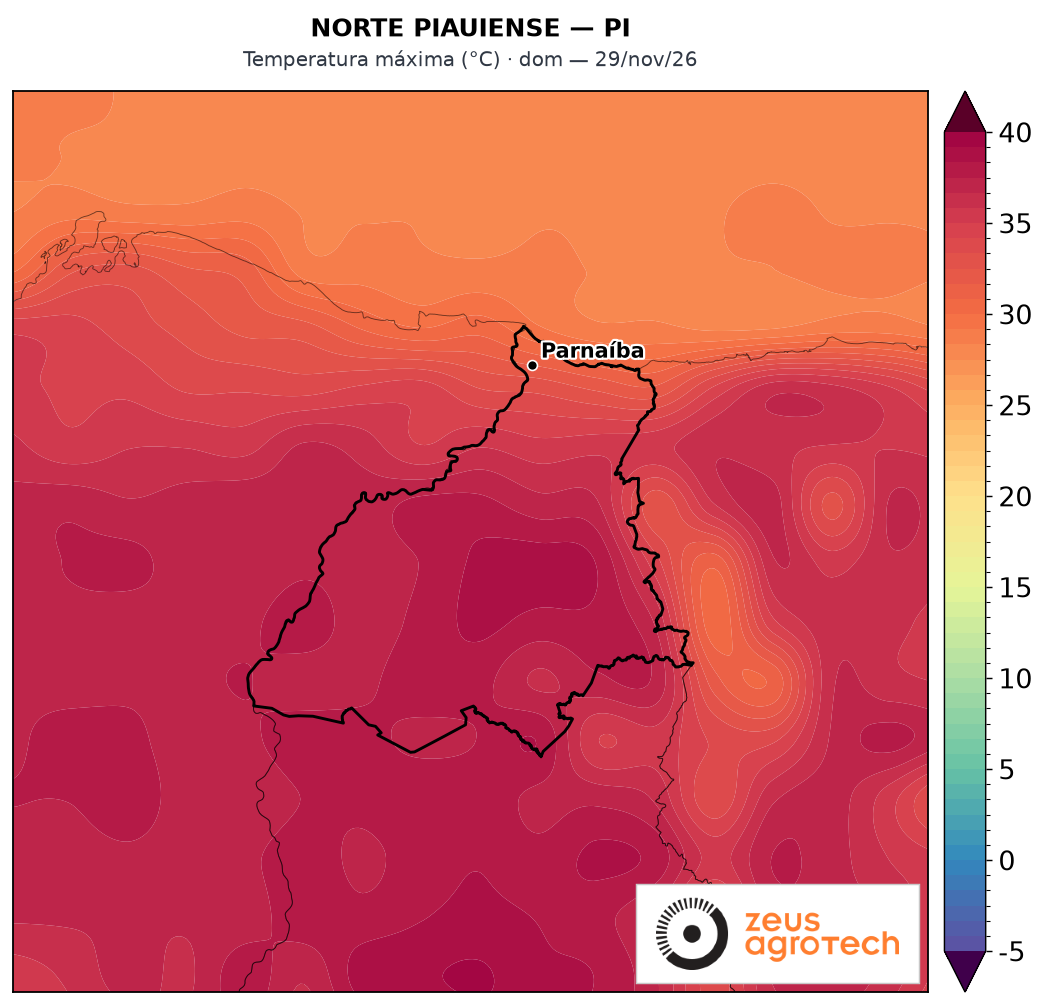 NORTE PIAUIENSE — PI
Temperatura máxima (°C) · dom — 29/nov/26
Parnaíba
40
35
30
25
20
15
10
5
0
-5
zeus
agrotech